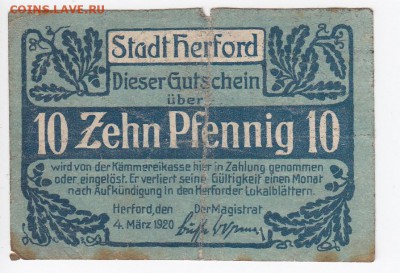 COINS.LAVE.RU
Stadt Herford
Dieser Gutschein
über
10 Zehn Pfennig 10
wird von der Kämmereikasse hier in Zahlung genommen
oder eingelöst. Er verliert seine Gültigkeit einen Monat
nach Aufkündigung in den Herforder Lokalblättern.
Herford, den Der Magistrat
4. März 1920